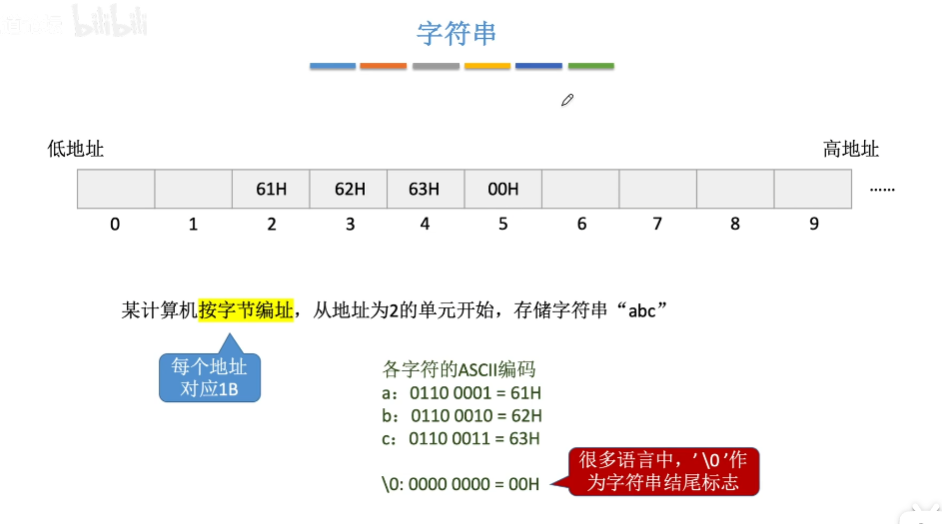 bilibili
字符串
低地址 高地址
61H 62H 63H 00H ……
0 1 2 3 4 5 6 7 8 9
某计算机按字节编址，从地址为2的单元开始，存储字符串“abc”
每个地址
对应1B
各字符的ASCII编码
a：0110 0001 = 61H
b：0110 0010 = 62H
c：0110 0011 = 63H
\0: 0000 0000 = 00H
很多语言中，’\0’作
为字符串结尾标志